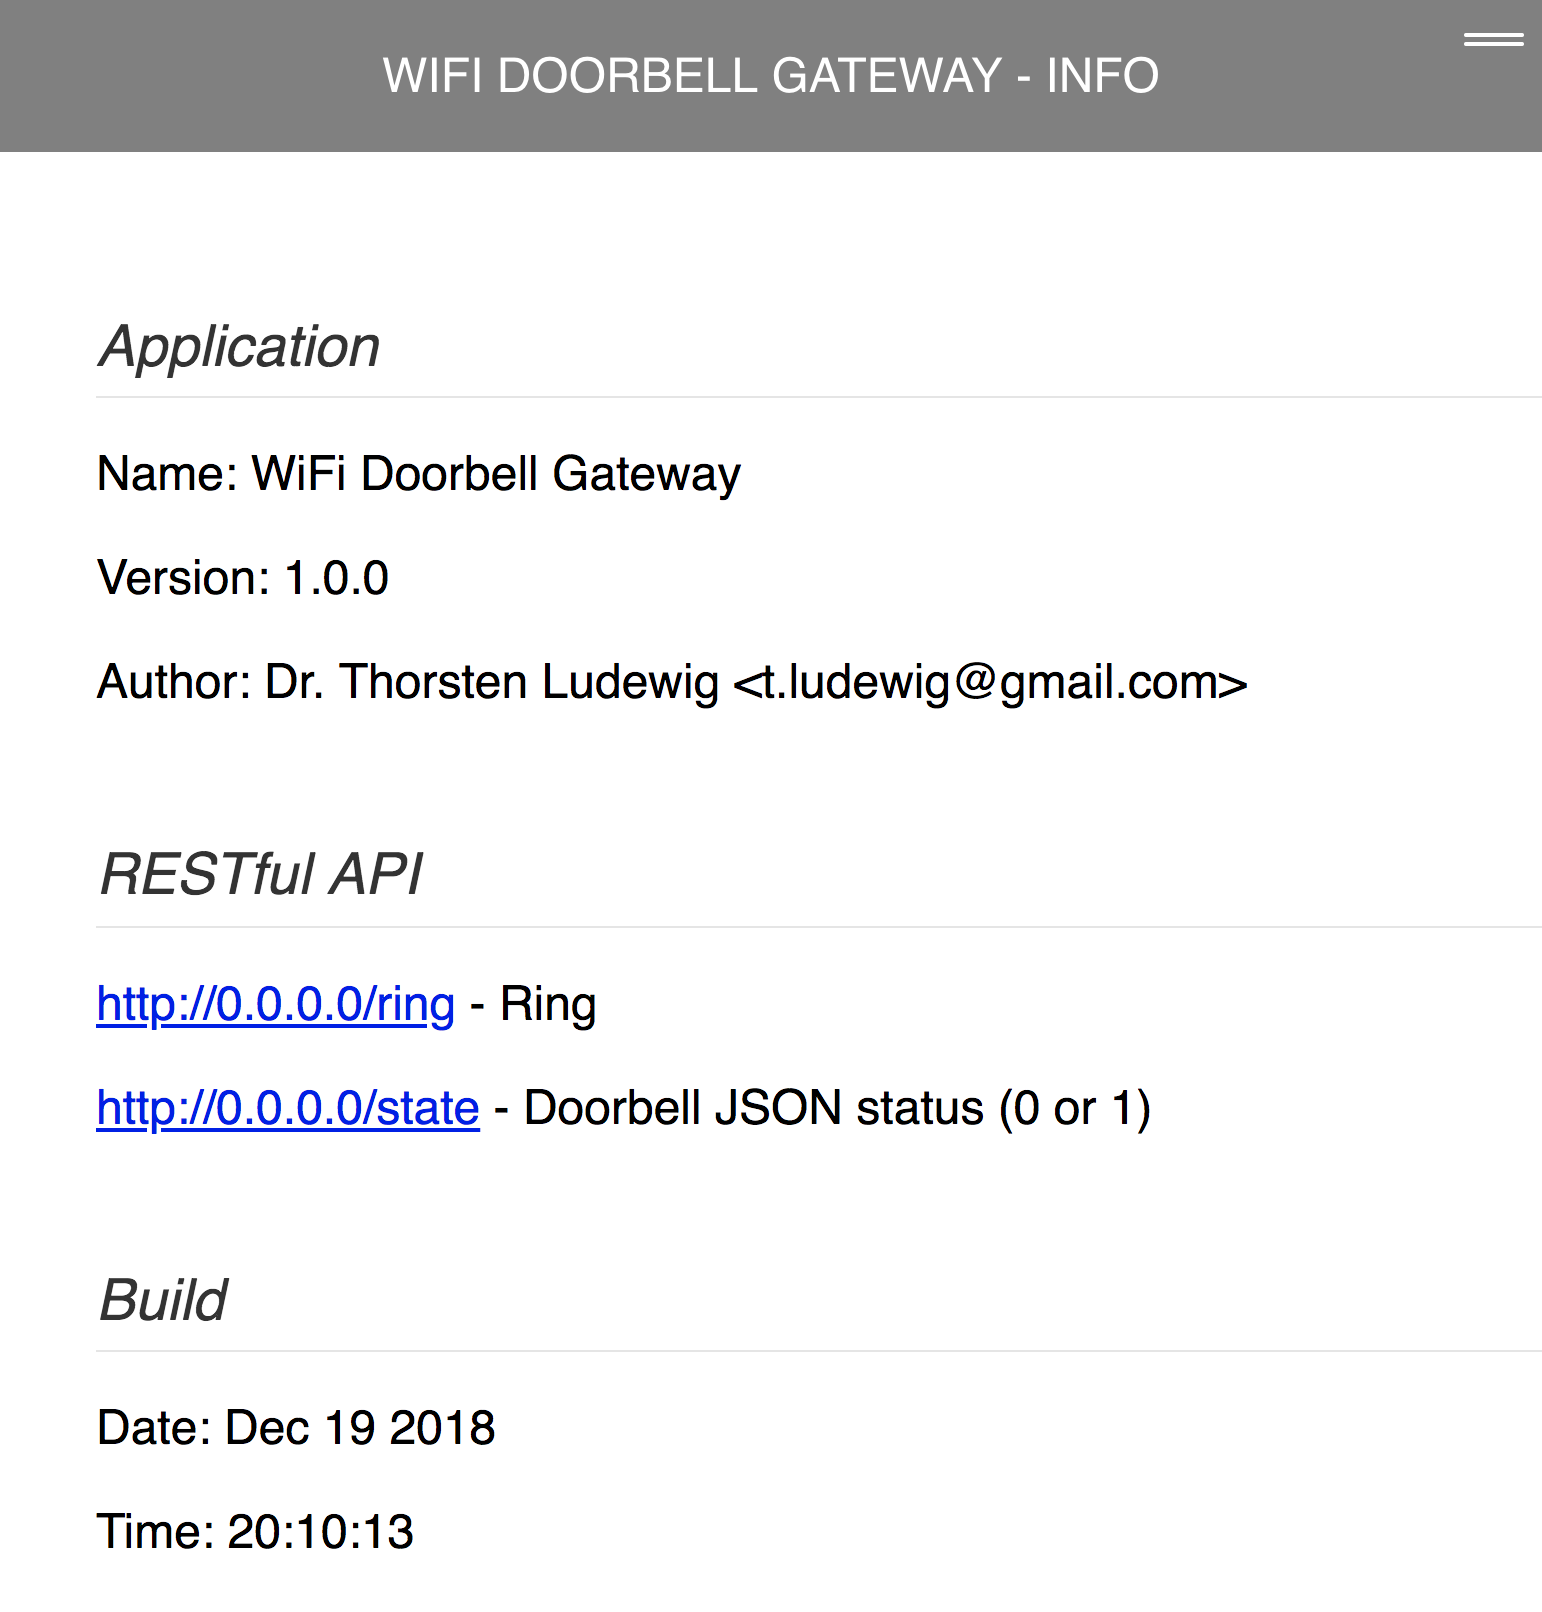 WIFI DOORBELL GATEWAY - INFO
Application
Name: WiFi Doorbell Gateway
Version: 1.0.0
Author: Dr. Thorsten Ludewig <t.ludewig@gmail.com>
RESTful API
http://0.0.0.0/ring - Ring
http://0.0.0.0/state - Doorbell JSON status (0 or 1)
Build
Date: Dec 19 2018
Time: 20:10:13